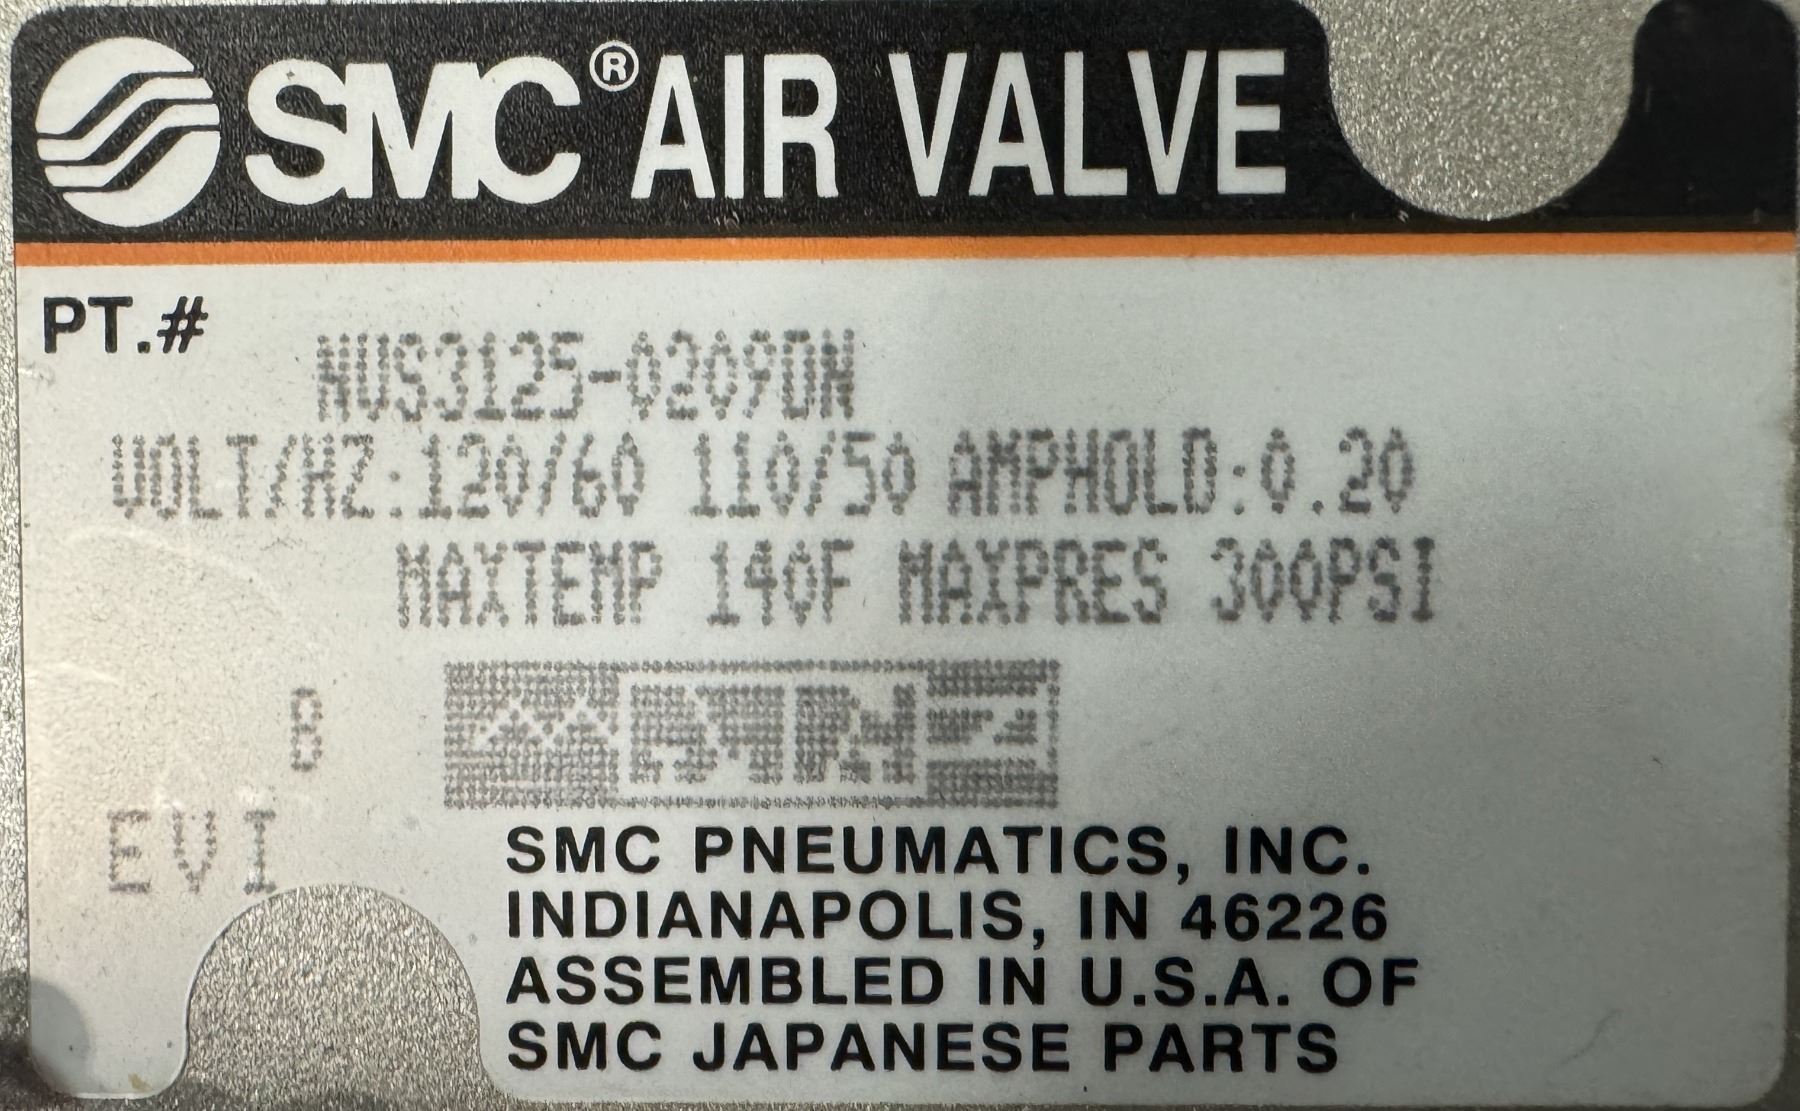 SMC® AIR VALVE
PT.#
NVS3125-0209DN
VOLT/HZ:120/60 110/50 AMPHOLD:0.20
MAXTEMP 140F MAXPRES 300PSI
B
EVI
SMC PNEUMATICS, INC.
INDIANAPOLIS, IN 46226
ASSEMBLED IN U.S.A. OF
SMC JAPANESE PARTS